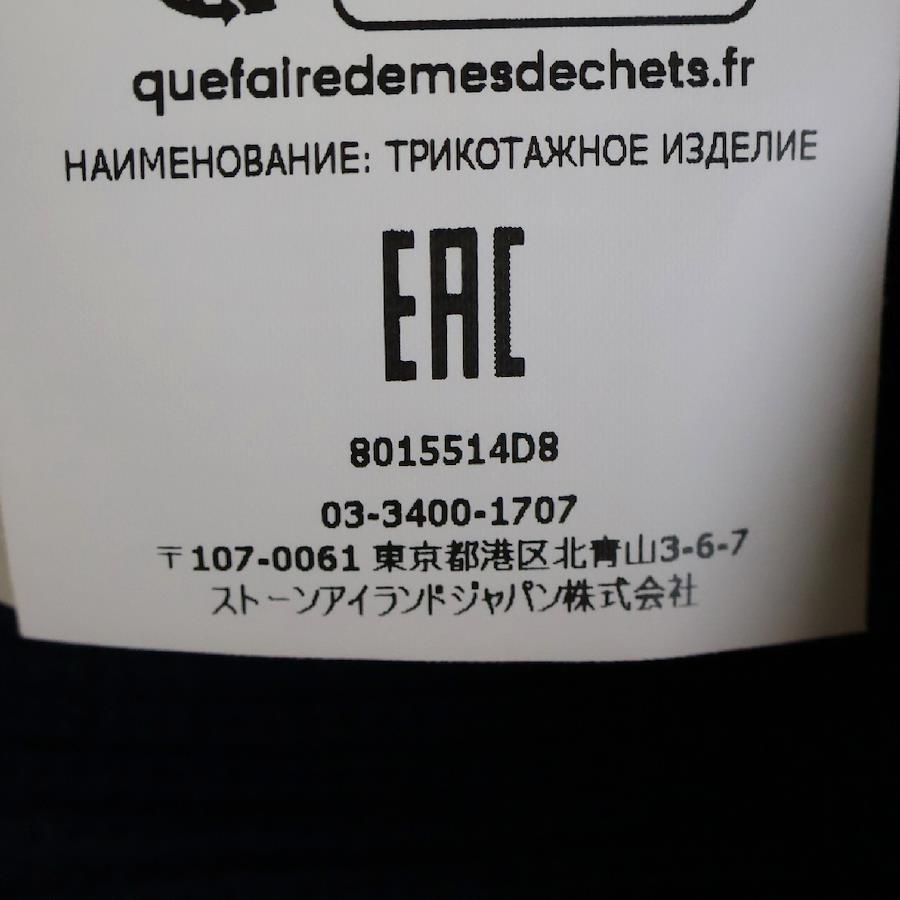 quefairedemesdechets.fr
НАИМЕНОВАНИЕ: ТРИКОТАЖНОЕ ИЗДЕЛИЕ
EAC
8015514D8
03-3400-1707
〒107-0061 東京都港区北青山3-6-7
ストーンアイランドジャパン株式会社